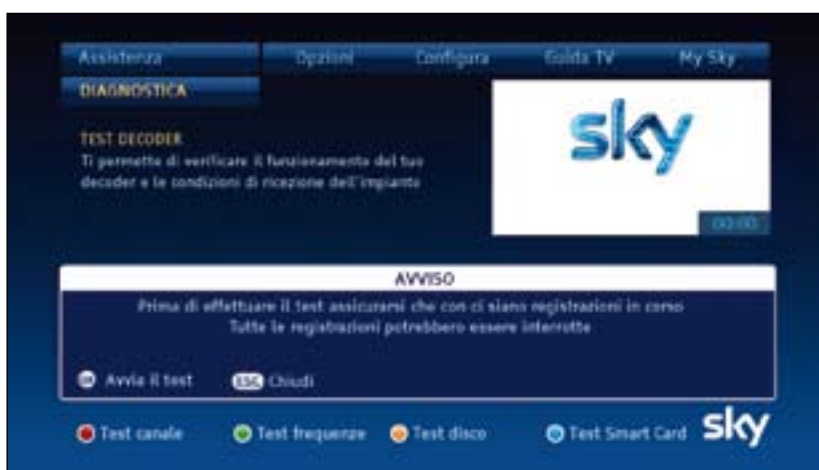 Assistenza Opzioni Configura Guida TV My Sky
DIAGNOSTICA
TEST DECODER
Ti permette di verificare il funzionamento del tuo
decoder e le condizioni di ricezione dell'impianto
sky
00:00
AVVISO
Prima di effettuare il test assicurarsi che con ci siano registrazioni in corso
Tutte le registrazioni potrebbero essere interrotte
OK Avvia il test ESC Chiudi
Test canale Test frequenze Test disco Test Smart Card sky